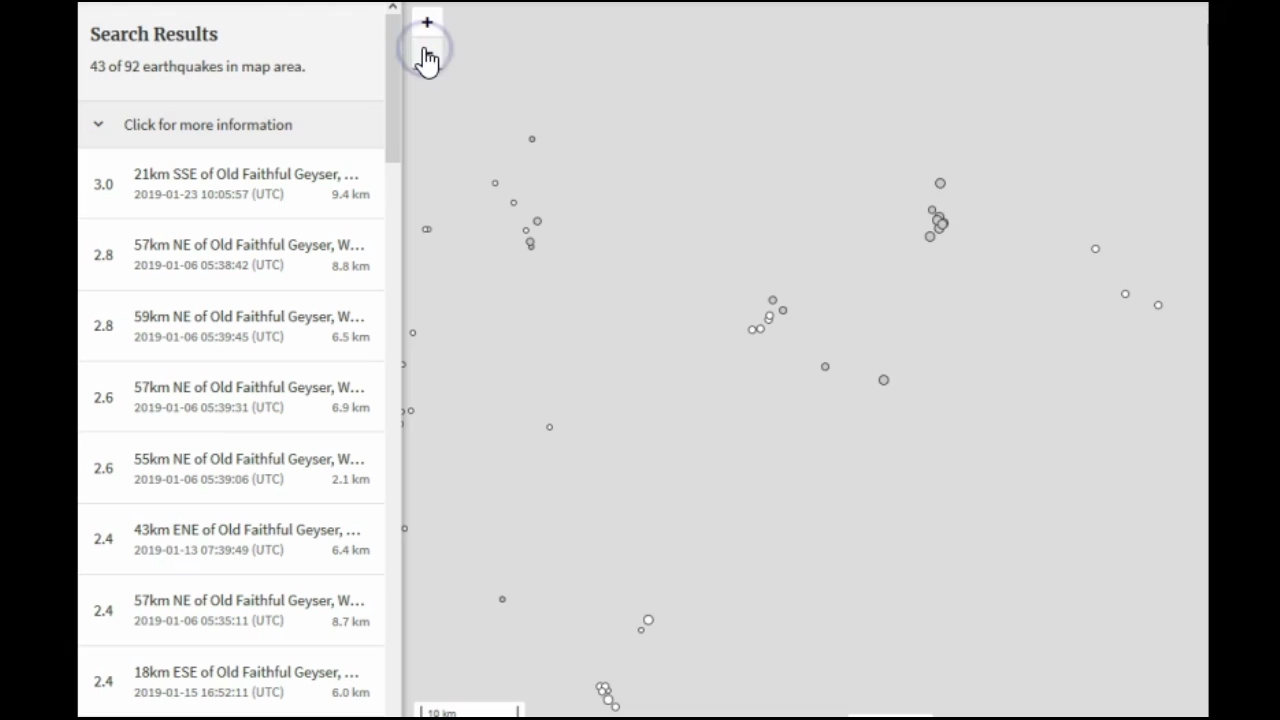 Search Results
43 of 92 earthquakes in map area.
Click for more information
3.0
21km SSE of Old Faithful Geyser, ...
2019-01-23 10:05:57 (UTC) 9.4 km
2.8
57km NE of Old Faithful Geyser, W...
2019-01-06 05:38:42 (UTC) 8.8 km
2.8
59km NE of Old Faithful Geyser, W...
2019-01-06 05:39:45 (UTC) 6.5 km
2.6
57km NE of Old Faithful Geyser, W...
2019-01-06 05:39:31 (UTC) 6.9 km
2.6
55km NE of Old Faithful Geyser, W...
2019-01-06 05:39:06 (UTC) 2.1 km
2.4
43km ENE of Old Faithful Geyser, ...
2019-01-13 07:39:49 (UTC) 6.4 km
2.4
57km NE of Old Faithful Geyser, W...
2019-01-06 05:35:11 (UTC) 8.7 km
2.4
18km ESE of Old Faithful Geyser, ...
2019-01-15 16:52:11 (UTC) 6.0 km
+
10 km